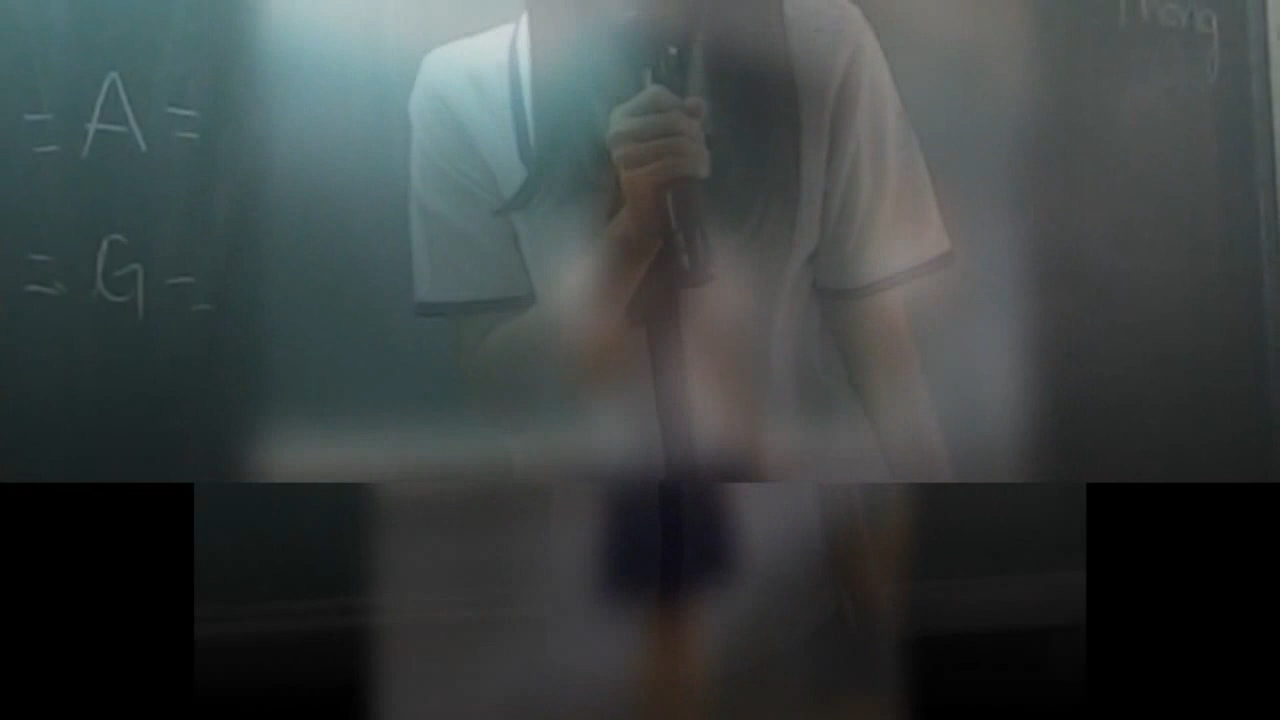 = A =
= G =